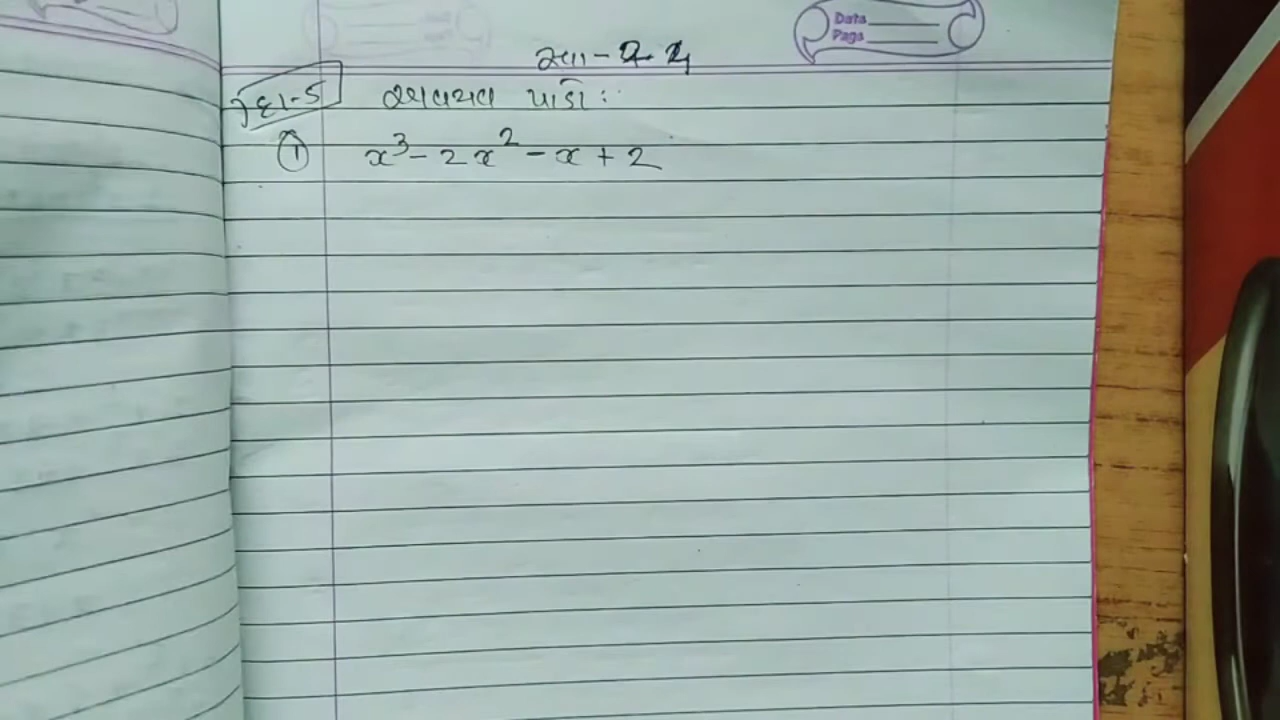 Date
Page
સ્વા - 2.4
દા-5
અવયવ પાડો :
① x³ - 2x² - x + 2